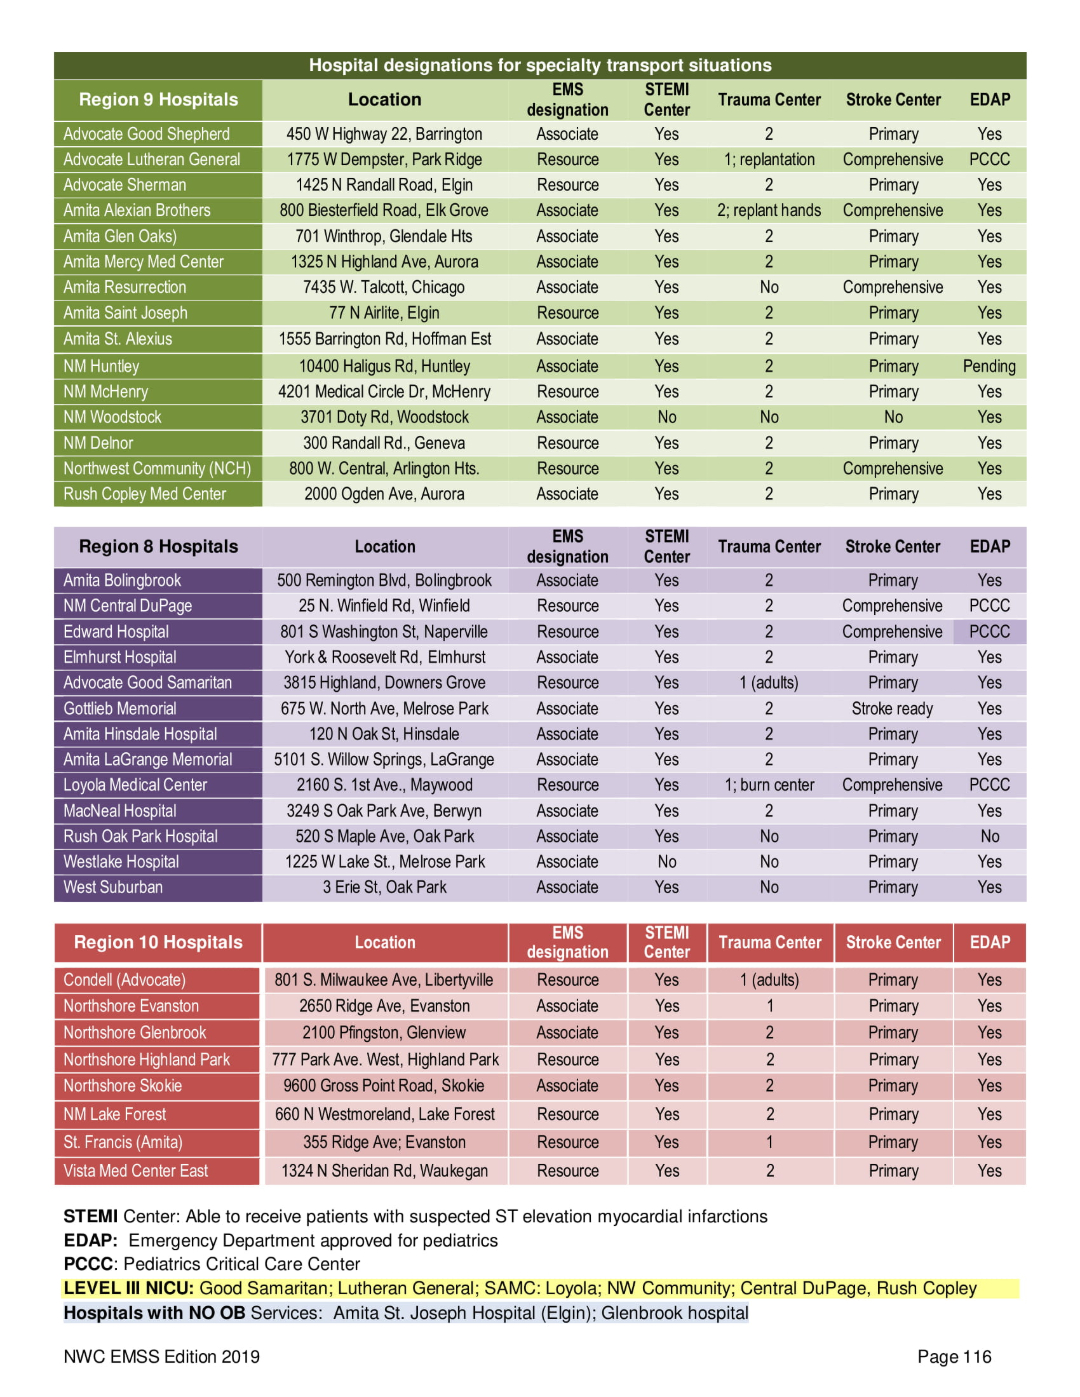 Hospital designations for specialty transport situations
Region 9 Hospitals Location EMS designation STEMI Center Trauma Center Stroke Center EDAP
Advocate Good Shepherd 450 W Highway 22, Barrington Associate Yes 2 Primary Yes
Advocate Lutheran General 1775 W Dempster, Park Ridge Resource Yes 1; replantation Comprehensive PCCC
Advocate Sherman 1425 N Randall Road, Elgin Resource Yes 2 Primary Yes
Amita Alexian Brothers 800 Biesterfield Road, Elk Grove Associate Yes 2; replant hands Comprehensive Yes
Amita Glen Oaks) 701 Winthrop, Glendale Hts Associate Yes 2 Primary Yes
Amita Mercy Med Center 1325 N Highland Ave, Aurora Associate Yes 2 Primary Yes
Amita Resurrection 7435 W. Talcott, Chicago Associate Yes No Comprehensive Yes
Amita Saint Joseph 77 N Airlite, Elgin Resource Yes 2 Primary Yes
Amita St. Alexius 1555 Barrington Rd, Hoffman Est Associate Yes 2 Primary Yes
NM Huntley 10400 Haligus Rd, Huntley Associate Yes 2 Primary Pending
NM McHenry 4201 Medical Circle Dr, McHenry Resource Yes 2 Primary Yes
NM Woodstock 3701 Doty Rd, Woodstock Associate No No No Yes
NM Delnor 300 Randall Rd., Geneva Resource Yes 2 Primary Yes
Northwest Community (NCH) 800 W. Central, Arlington Hts. Resource Yes 2 Comprehensive Yes
Rush Copley Med Center 2000 Ogden Ave, Aurora Associate Yes 2 Primary Yes
Region 8 Hospitals Location EMS designation STEMI Center Trauma Center Stroke Center EDAP
Amita Bolingbrook 500 Remington Blvd, Bolingbrook Associate Yes 2 Primary Yes
NM Central DuPage 25 N. Winfield Rd, Winfield Resource Yes 2 Comprehensive PCCC
Edward Hospital 801 S Washington St, Naperville Resource Yes 2 Comprehensive PCCC
Elmhurst Hospital York & Roosevelt Rd, Elmhurst Associate Yes 2 Primary Yes
Advocate Good Samaritan 3815 Highland, Downers Grove Resource Yes 1 (adults) Primary Yes
Gottlieb Memorial 675 W. North Ave, Melrose Park Associate Yes 2 Stroke ready Yes
Amita Hinsdale Hospital 120 N Oak St, Hinsdale Associate Yes 2 Primary Yes
Amita LaGrange Memorial 5101 S. Willow Springs, LaGrange Associate Yes 2 Primary Yes
Loyola Medical Center 2160 S. 1st Ave., Maywood Resource Yes 1; burn center Comprehensive PCCC
MacNeal Hospital 3249 S Oak Park Ave, Berwyn Associate Yes 2 Primary Yes
Rush Oak Park Hospital 520 S Maple Ave, Oak Park Associate Yes No Primary No
Westlake Hospital 1225 W Lake St., Melrose Park Associate No No Primary Yes
West Suburban 3 Erie St, Oak Park Associate Yes No Primary Yes
Region 10 Hospitals Location EMS designation STEMI Center Trauma Center Stroke Center EDAP
Condell (Advocate) 801 S. Milwaukee Ave, Libertyville Resource Yes 1 (adults) Primary Yes
Northshore Evanston 2650 Ridge Ave, Evanston Associate Yes 1 Primary Yes
Northshore Glenbrook 2100 Pfingston, Glenview Associate Yes 2 Primary Yes
Northshore Highland Park 777 Park Ave. West, Highland Park Resource Yes 2 Primary Yes
Northshore Skokie 9600 Gross Point Road, Skokie Associate Yes 2 Primary Yes
NM Lake Forest 660 N Westmoreland, Lake Forest Resource Yes 2 Primary Yes
St. Francis (Amita) 355 Ridge Ave; Evanston Resource Yes 1 Primary Yes
Vista Med Center East 1324 N Sheridan Rd, Waukegan Resource Yes 2 Primary Yes
STEMI Center: Able to receive patients with suspected ST elevation myocardial infarctions
EDAP: Emergency Department approved for pediatrics
PCCC: Pediatrics Critical Care Center
LEVEL III NICU: Good Samaritan; Lutheran General; SAMC: Loyola; NW Community; Central DuPage, Rush Copley
Hospitals with NO OB Services: Amita St. Joseph Hospital (Elgin); Glenbrook hospital
NWC EMSS Edition 2019 Page 116